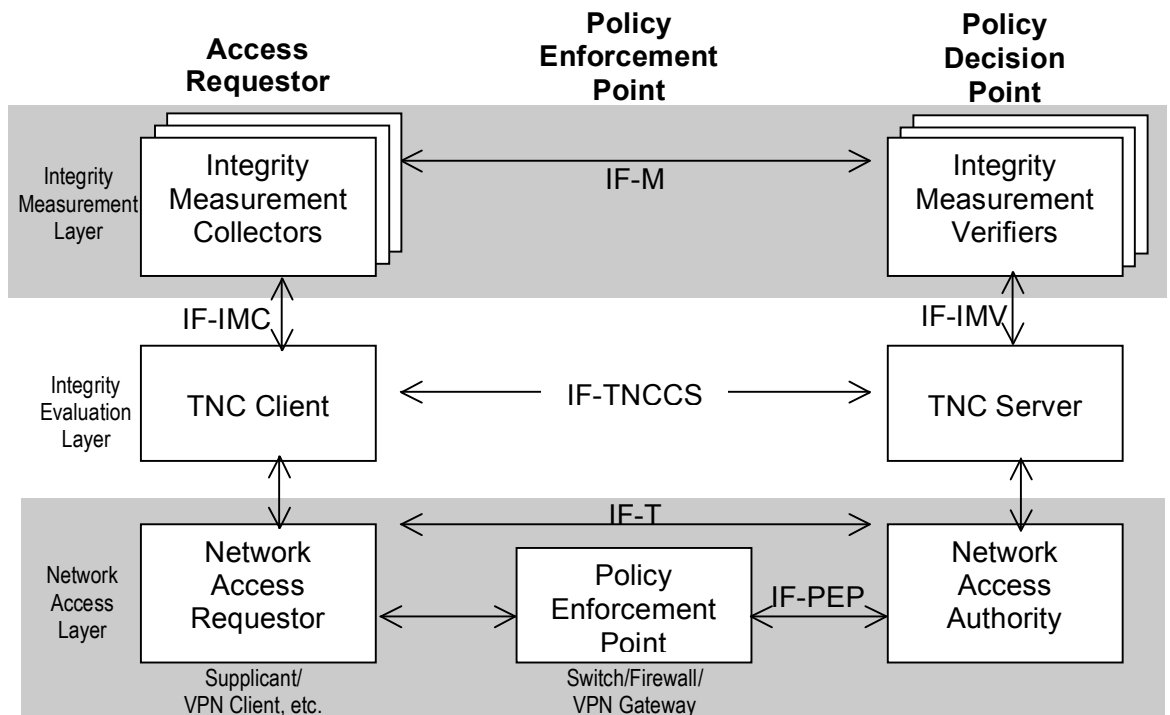 Access
Requestor
Policy
Enforcement
Point
Policy
Decision
Point
Integrity
Measurement
Layer
Integrity
Measurement
Collectors
IF-M
Integrity
Measurement
Verifiers
IF-IMC
IF-IMV
Integrity
Evaluation
Layer
TNC Client
IF-TNCCS
TNC Server
Network
Access
Layer
Network
Access
Requestor
IF-T
Policy
Enforcement
Point
IF-PEP
Network
Access
Authority
Supplicant/
VPN Client, etc.
Switch/Firewall/
VPN Gateway